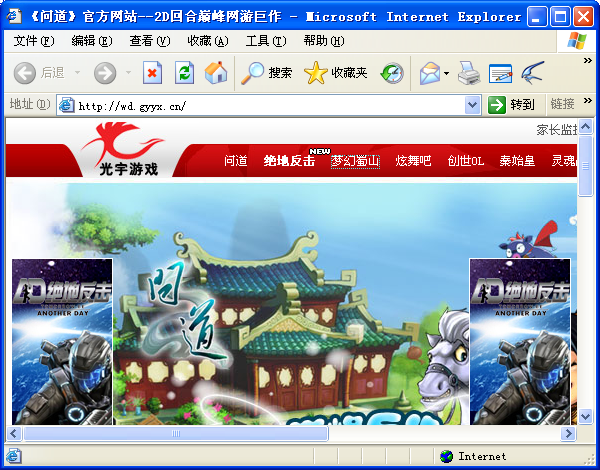 《问道》官方网站--2D回合巅峰网游巨作 - Microsoft Internet Explorer
文件(F) 编辑(E) 查看(V) 收藏(A) 工具(T) 帮助(H)
后退 搜索 收藏夹
地址(D) http://wd.gyyx.cn/ 转到 链接
家长监
光宇游戏
NEW
问道 绝地反击 梦幻蜀山 炫舞吧 创世OL 秦始皇 灵魂
问道
绝地反击
ANOTHER DAY
绝地反击
ANOTHER DAY
Internet